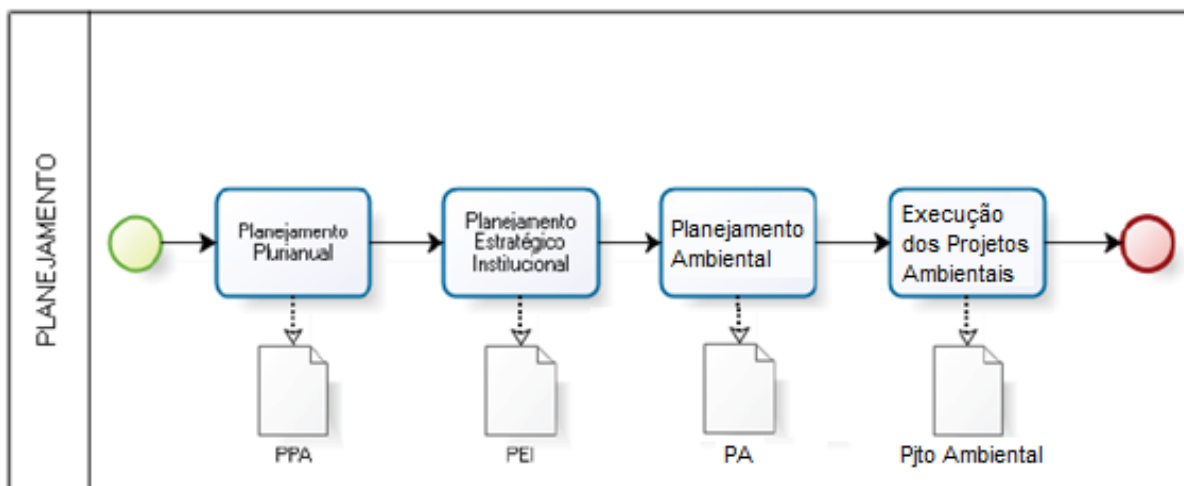 PLANEJAMENTO
Planejamento
Plurianual
Planejamento
Estratégico
Institucional
Planejamento
Ambiental
Execução
dos Projetos
Ambientais
PPA
PEI
PA
Pjto Ambiental